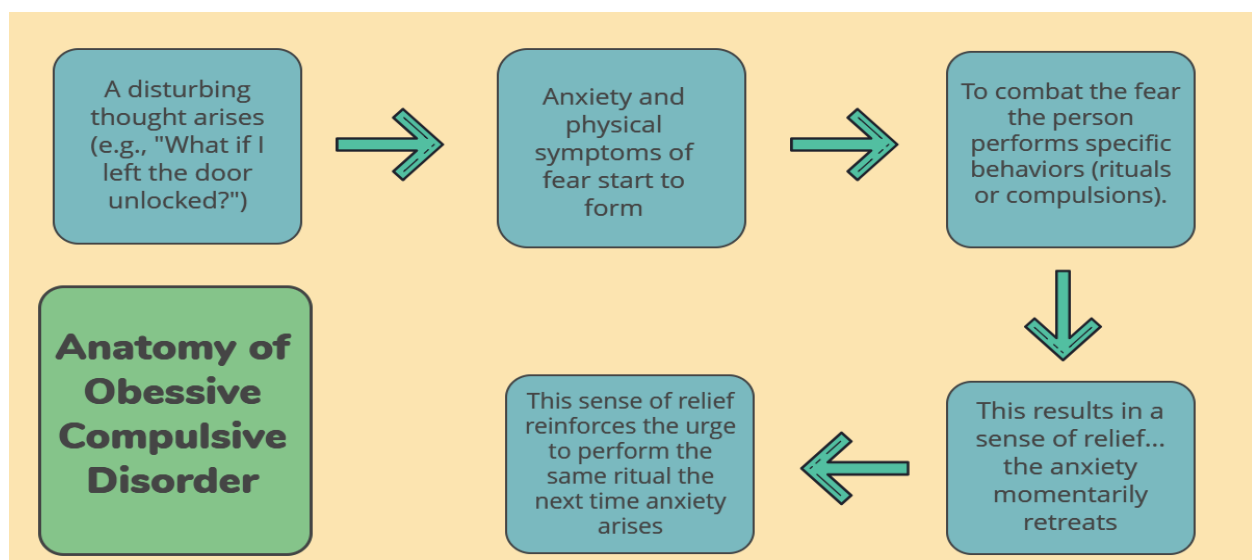 A disturbing
thought arises
(e.g., "What if I
left the door
unlocked?")
Anxiety and
physical
symptoms of
fear start to
form
To combat the fear
the person
performs specific
behaviors (rituals
or compulsions).
This results in a
sense of relief...
the anxiety
momentarily
retreats
This sense of relief
reinforces the urge
to perform the
same ritual the
next time anxiety
arises
Anatomy of
Obessive
Compulsive
Disorder